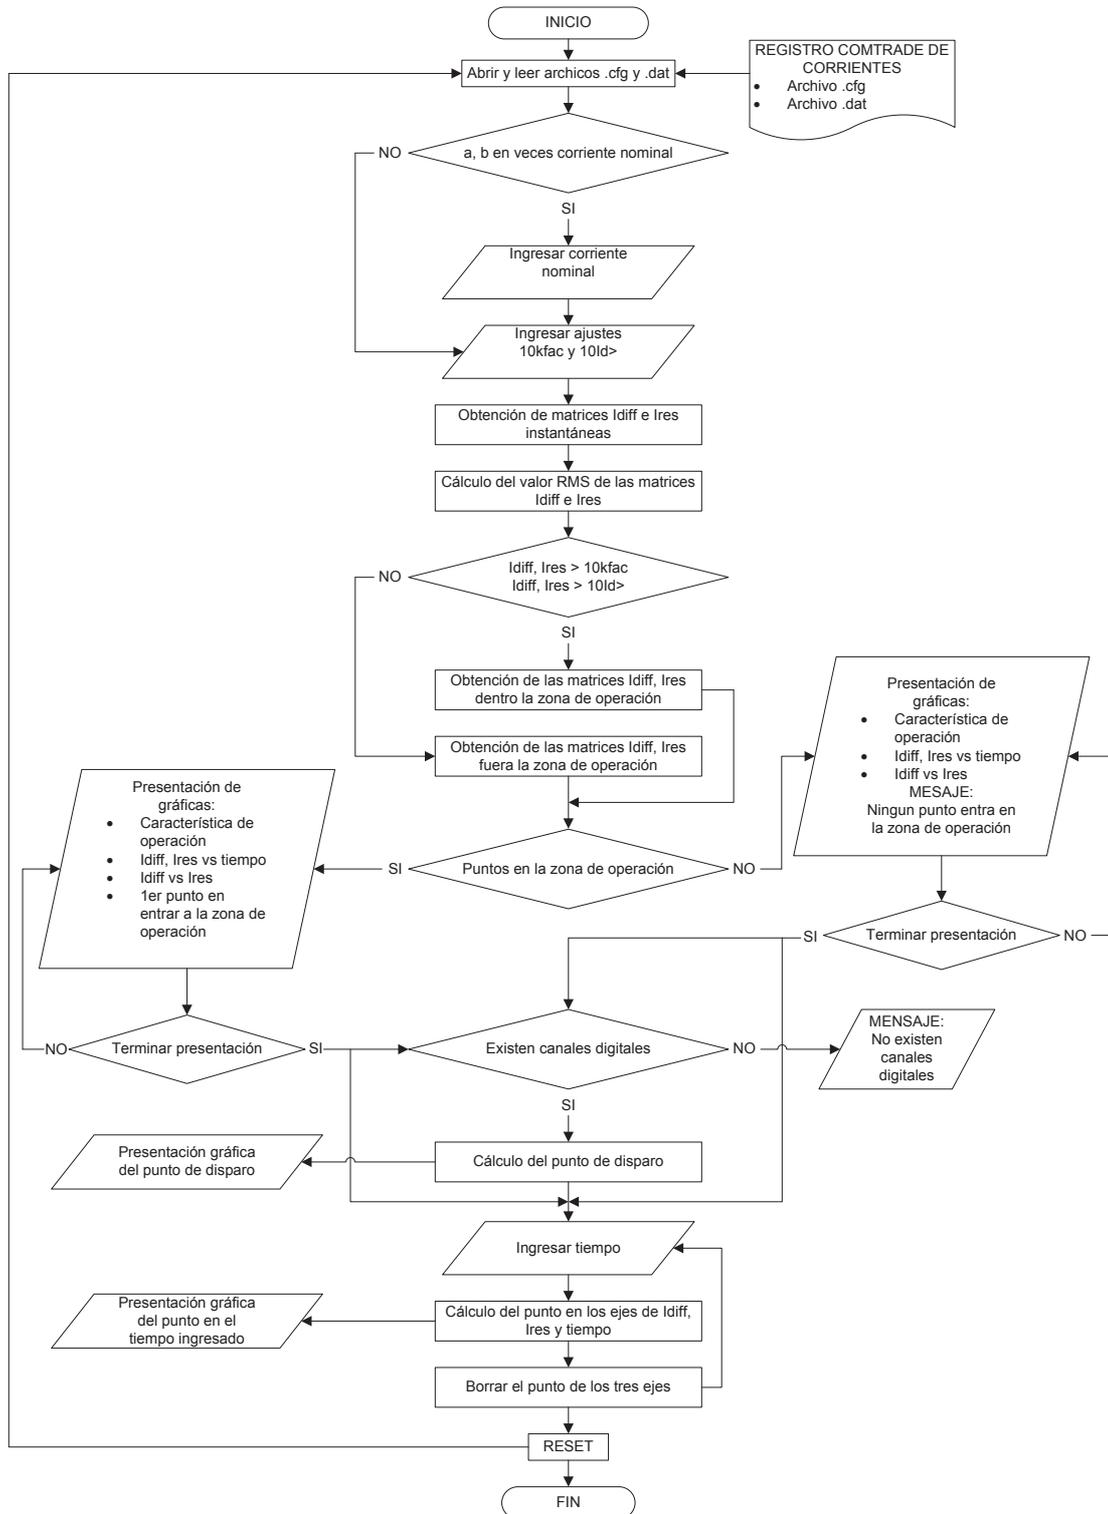 INICIO
REGISTRO COMTRADE DE
CORRIENTES
• Archivo .cfg
• Archivo .dat
Abrir y leer archicos .cfg y .dat
a, b en veces corriente nominal
NO
SI
Ingresar corriente
nominal
Ingresar ajustes
10kfac y 10Id>
Obtención de matrices Idiff e Ires
instantáneas
Cálculo del valor RMS de las matrices
Idiff e Ires
Idiff, Ires > 10kfac
Idiff, Ires > 10Id>
NO
SI
Obtención de las matrices Idiff, Ires
dentro la zona de operación
Obtención de las matrices Idiff, Ires
fuera la zona de operación
Presentación de
gráficas:
• Característica de
operación
• Idiff, Ires vs tiempo
• Idiff vs Ires
MESAJE:
Ningun punto entra en
la zona de operación
Presentación de
gráficas:
• Característica de
operación
• Idiff, Ires vs tiempo
• Idiff vs Ires
• 1er punto en
entrar a la zona de
operación
SI
Puntos en la zona de operación
NO
SI
Terminar presentación
NO
NO
Terminar presentación
SI
Existen canales digitales
NO
MENSAJE:
No existen
canales
digitales
SI
Presentación gráfica
del punto de disparo
Cálculo del punto de disparo
Ingresar tiempo
Presentación gráfica
del punto en el
tiempo ingresado
Cálculo del punto en los ejes de Idiff,
Ires y tiempo
Borrar el punto de los tres ejes
RESET
FIN